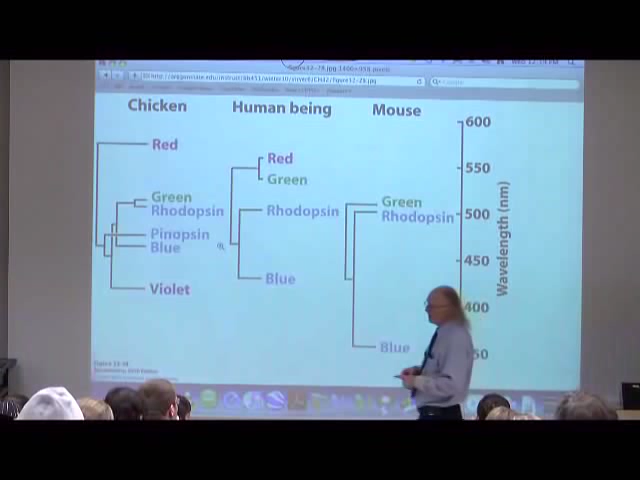 Chicken
Human being
Mouse
600
Red
Red
550
Green
Green
Green
Rhodopsin
Rhodopsin
Rhodopsin
500
Pinopsin
Blue
450
Violet
Blue
400
Blue
50
Wavelength (nm)